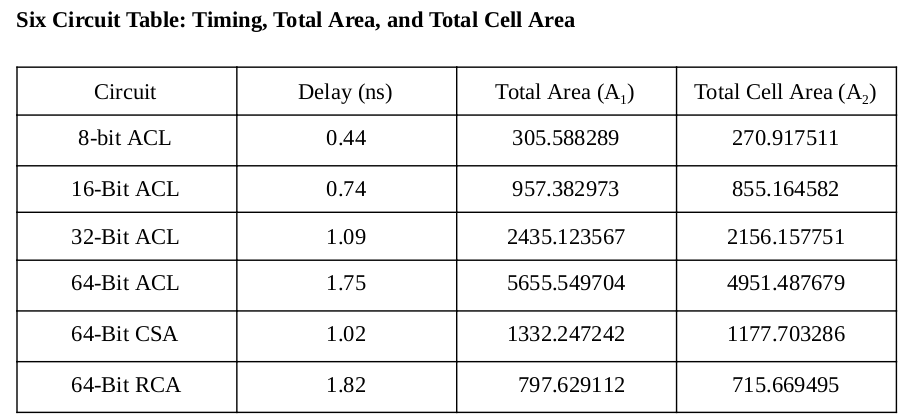 Six Circuit Table: Timing, Total Area, and Total Cell Area
Circuit Delay (ns) Total Area (A₁) Total Cell Area (A₂)
8-bit ACL 0.44 305.588289 270.917511
16-Bit ACL 0.74 957.382973 855.164582
32-Bit ACL 1.09 2435.123567 2156.157751
64-Bit ACL 1.75 5655.549704 4951.487679
64-Bit CSA 1.02 1332.247242 1177.703286
64-Bit RCA 1.82 797.629112 715.669495